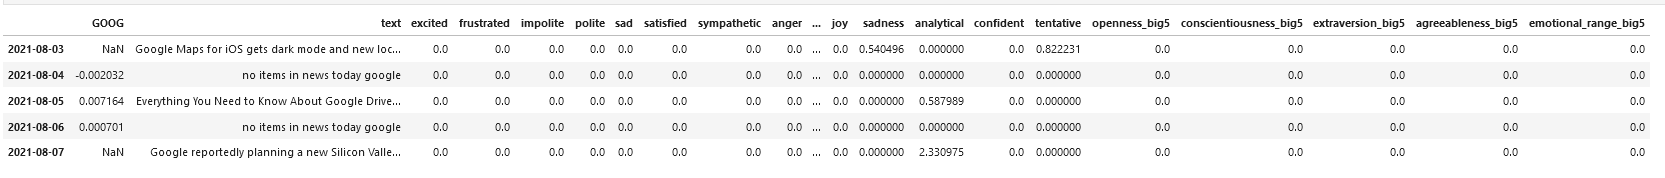 GOOG text excited frustrated impolite polite sad satisfied sympathetic anger ... joy sadness analytical confident tentative openness_big5 conscientiousness_big5 extraversion_big5 agreeableness_big5 emotional_range_big5
2021-08-03 NaN Google Maps for iOS gets dark mode and new loc... 0.0 0.0 0.0 0.0 0.0 0.0 0.0 0.0 ... 0.0 0.540496 0.000000 0.0 0.822231 0.0 0.0 0.0 0.0 0.0
2021-08-04 -0.002032 no items in news today google 0.0 0.0 0.0 0.0 0.0 0.0 0.0 0.0 ... 0.0 0.000000 0.000000 0.0 0.000000 0.0 0.0 0.0 0.0 0.0
2021-08-05 0.007164 Everything You Need to Know About Google Drive... 0.0 0.0 0.0 0.0 0.0 0.0 0.0 0.0 ... 0.0 0.000000 0.587989 0.0 0.000000 0.0 0.0 0.0 0.0 0.0
2021-08-06 0.000701 no items in news today google 0.0 0.0 0.0 0.0 0.0 0.0 0.0 0.0 ... 0.0 0.000000 0.000000 0.0 0.000000 0.0 0.0 0.0 0.0 0.0
2021-08-07 NaN Google reportedly planning a new Silicon Valle... 0.0 0.0 0.0 0.0 0.0 0.0 0.0 0.0 ... 0.0 0.000000 2.330975 0.0 0.000000 0.0 0.0 0.0 0.0 0.0